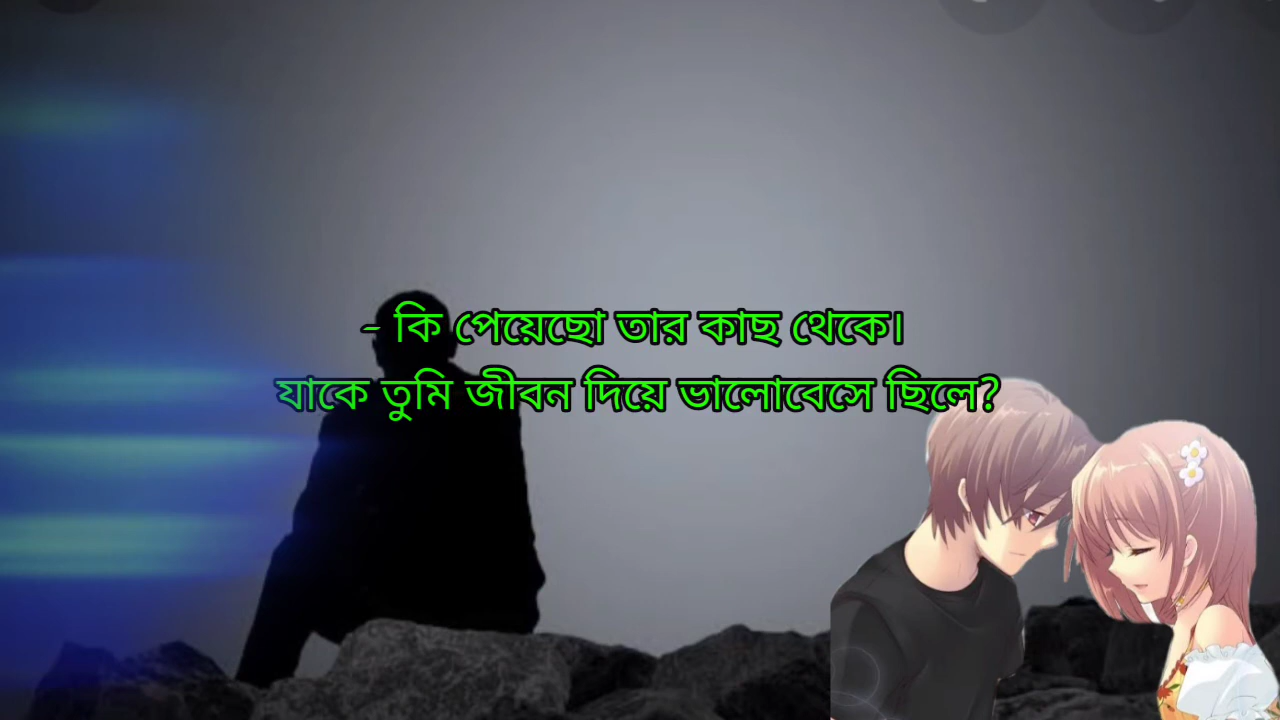 - কি পেয়েছো তার কাছ থেকে।
যাকে তুমি জীবন দিয়ে ভালোবেসে ছিলে?